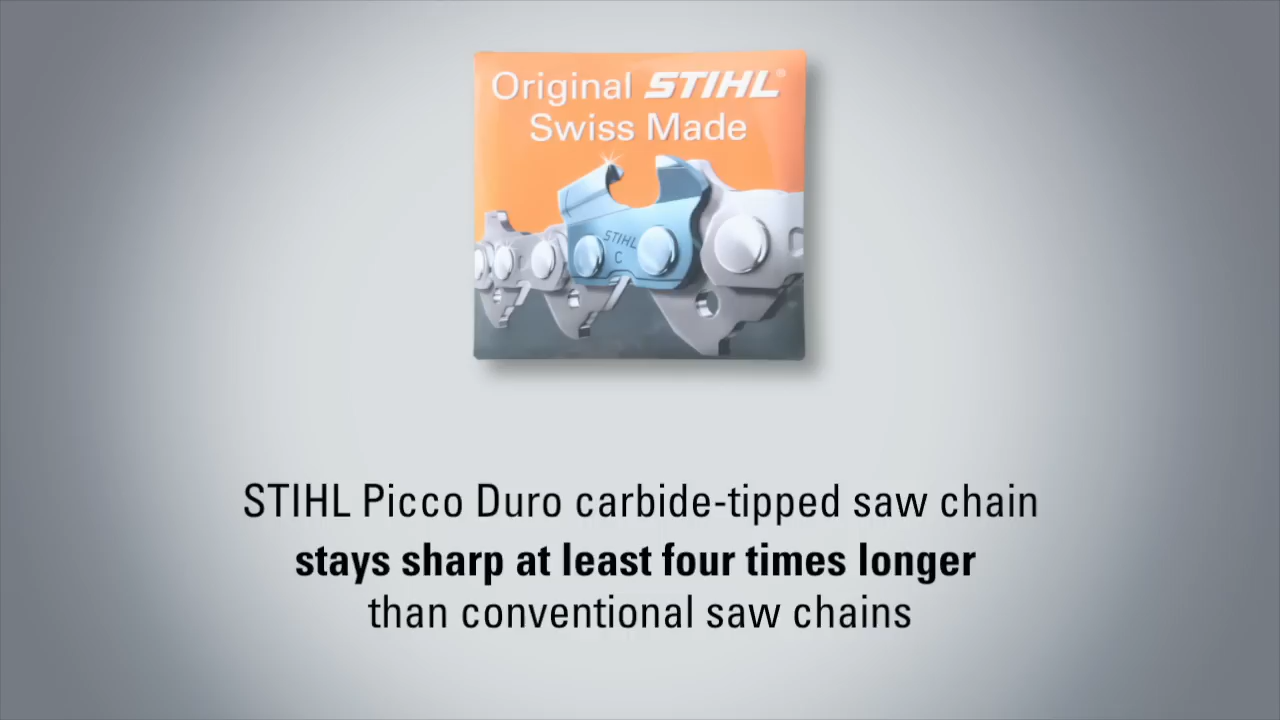 Original STIHL®
Swiss Made
STIHL
C
STIHL Picco Duro carbide-tipped saw chain
stays sharp at least four times longer
than conventional saw chains